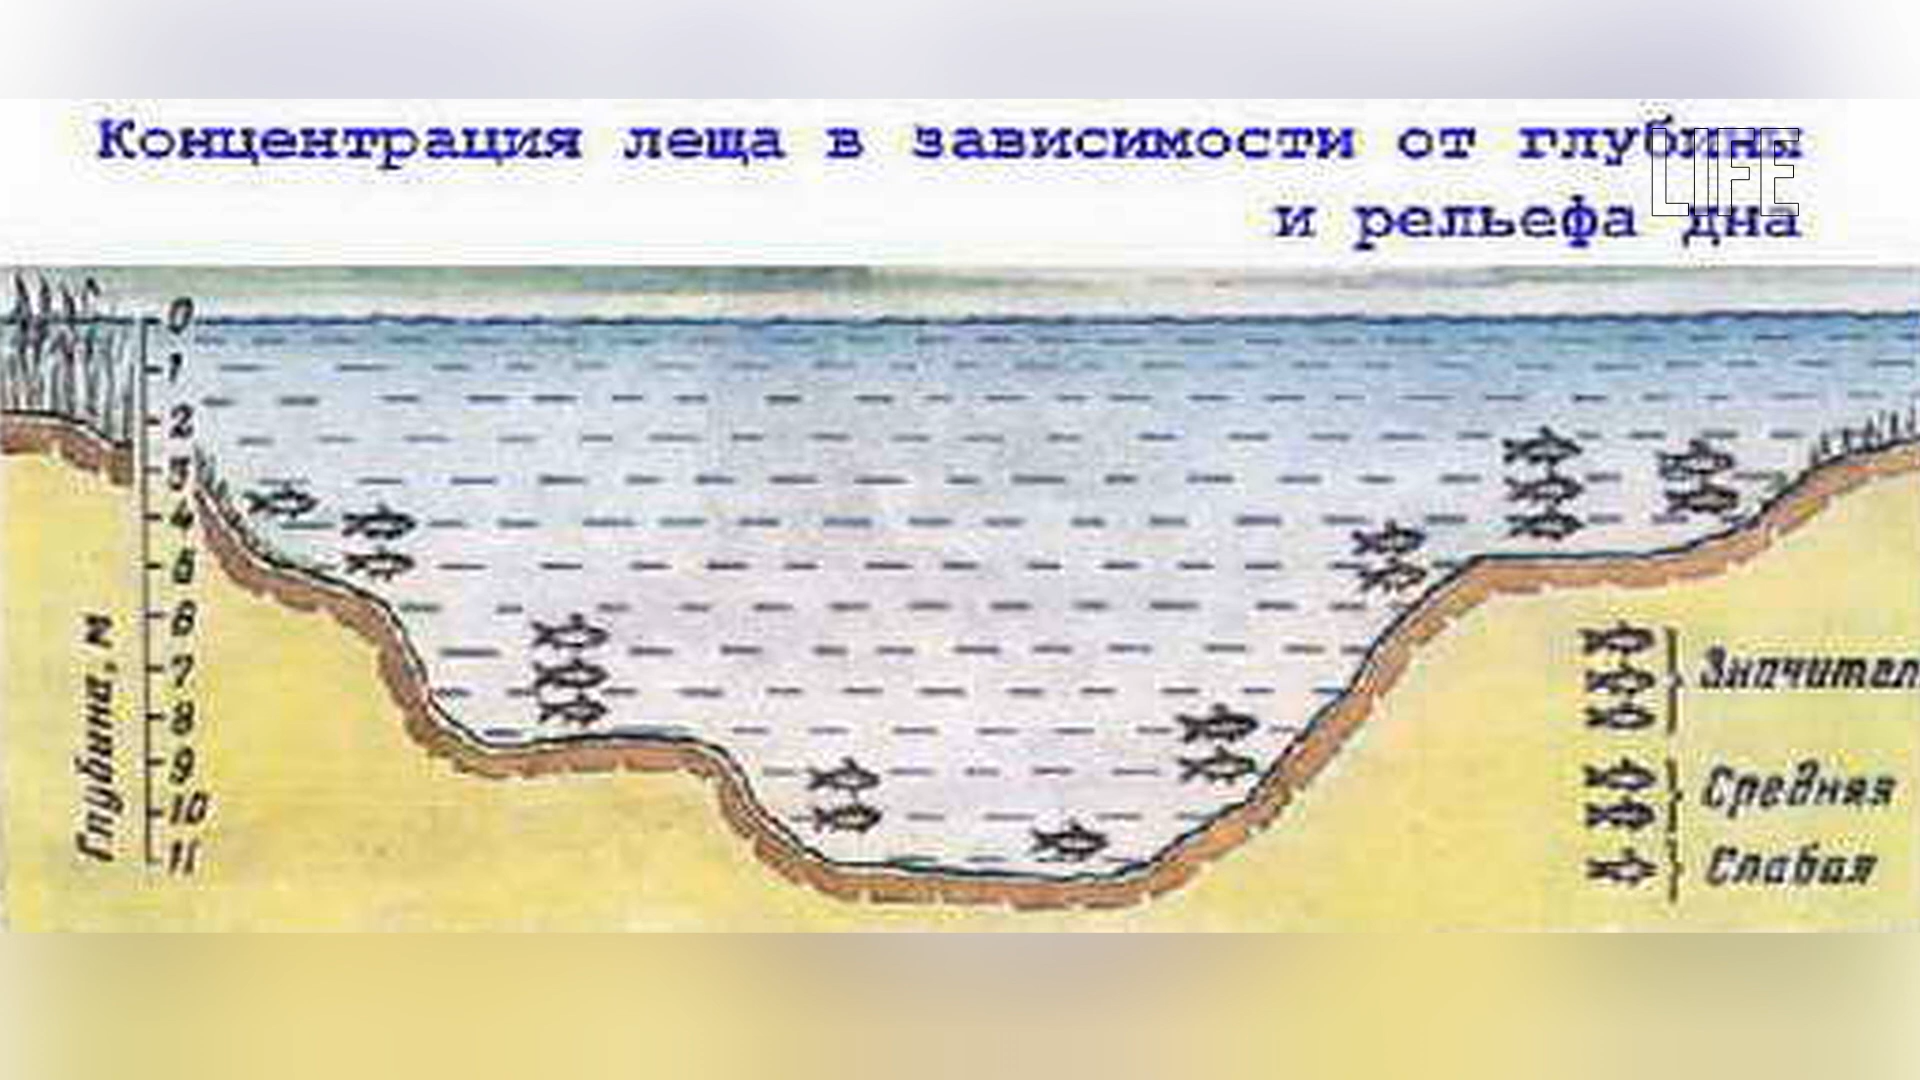 Концентрация леща в зависимости от глубины
и рельефа дна
LIFE
0
1
2
3
4
5
6
7
8
9
10
11
Глубина, м
Значител
Средняя
Слабая